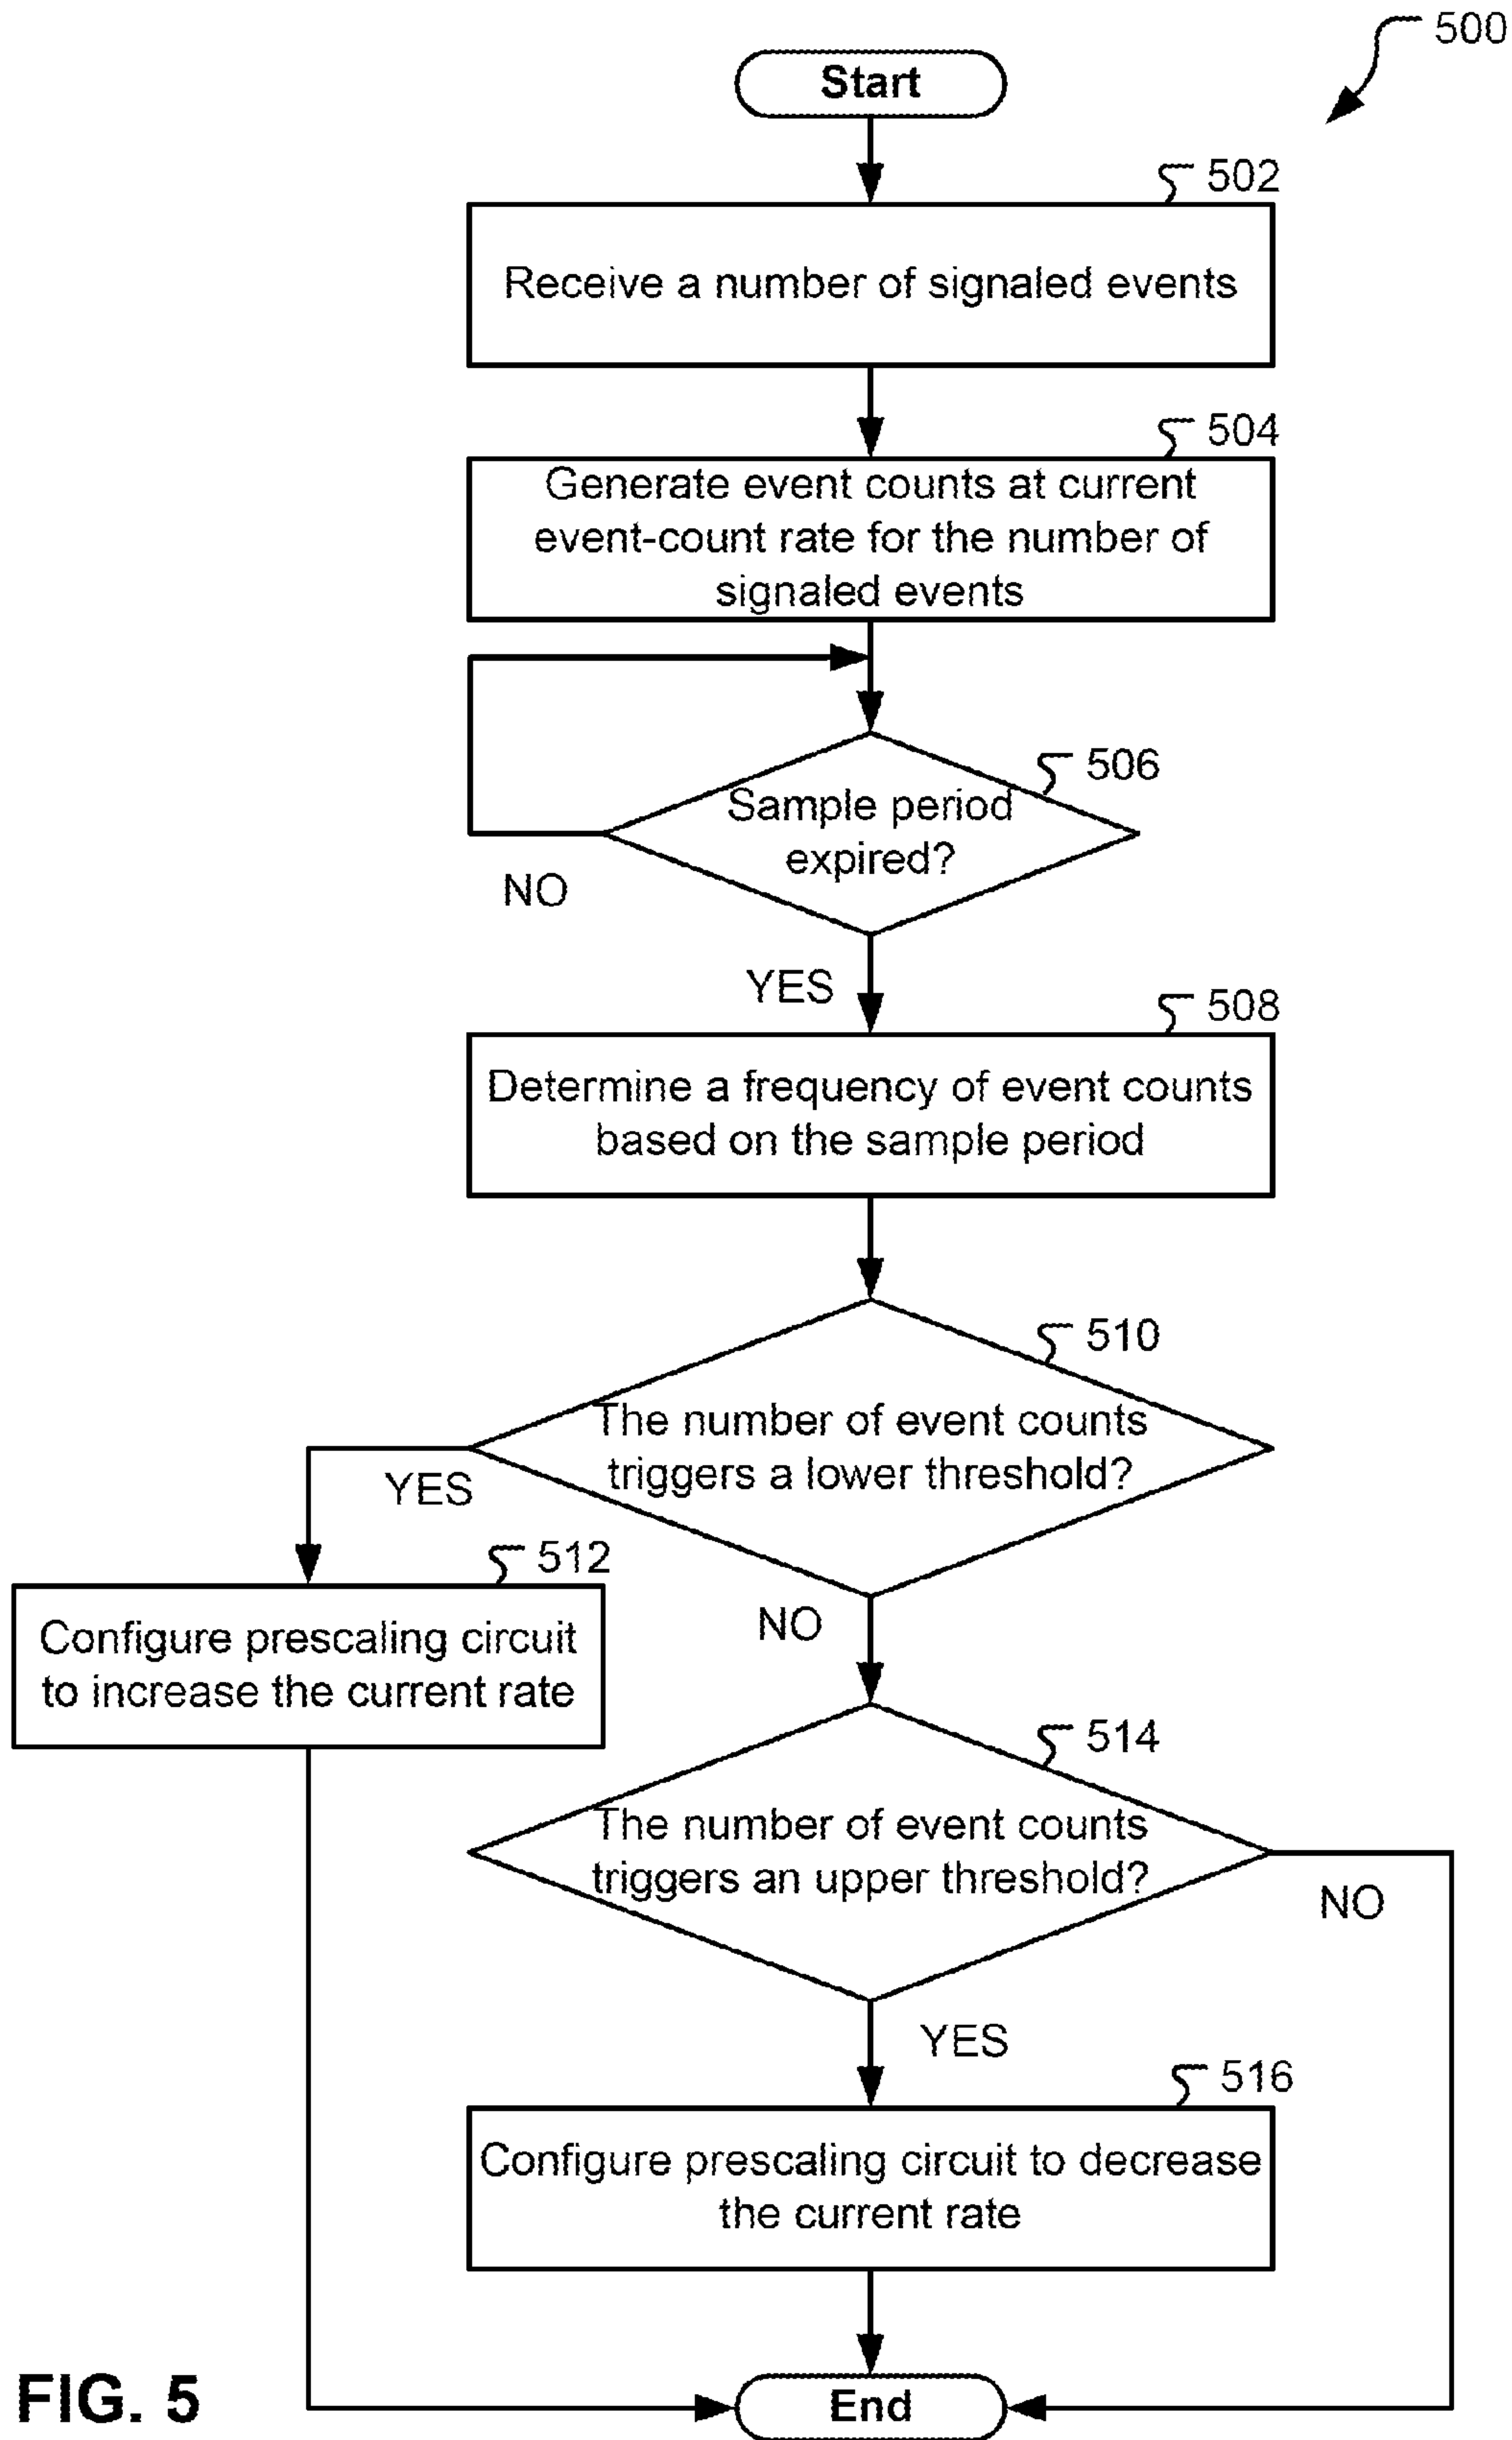 500
Start
502
Receive a number of signaled events
504
Generate event counts at current
event-count rate for the number of
signaled events
506
Sample period
expired?
NO
YES
508
Determine a frequency of event counts
based on the sample period
510
The number of event counts
triggers a lower threshold?
YES
512
Configure prescaling circuit
to increase the current rate
NO
514
The number of event counts
triggers an upper threshold?
NO
YES
516
Configure prescaling circuit to decrease
the current rate
End
FIG. 5